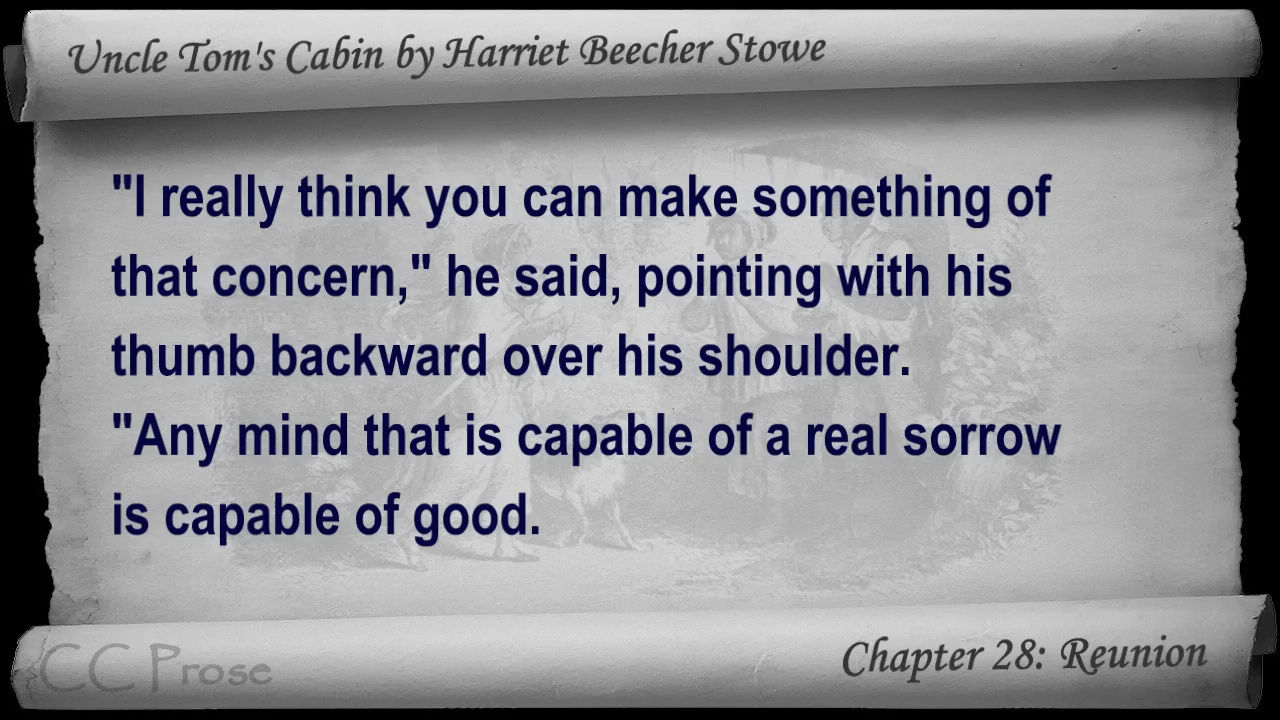 Uncle Tom's Cabin by Harriet Beecher Stowe
"I really think you can make something of
that concern," he said, pointing with his
thumb backward over his shoulder.
"Any mind that is capable of a real sorrow
is capable of good.
CC Prose
Chapter 28: Reunion